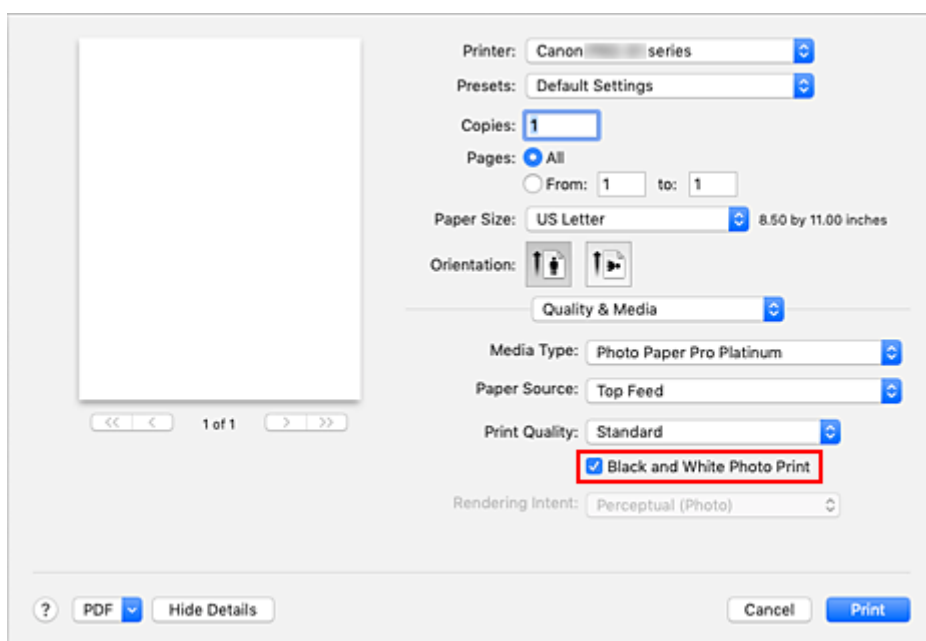 Printer: Canon series
Presets: Default Settings
Copies: 1
Pages: All
From: 1 to: 1
Paper Size: US Letter 8.50 by 11.00 inches
Orientation:
Quality & Media
Media Type: Photo Paper Pro Platinum
Paper Source: Top Feed
<< < 1 of 1 > >>
Print Quality: Standard
Black and White Photo Print
Rendering Intent: Perceptual (Photo)
? PDF Hide Details Cancel Print